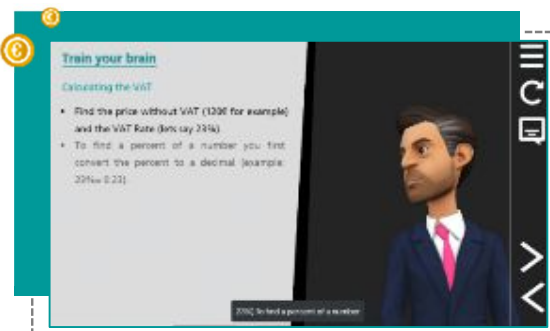 Train your brain
Calculating the VAT
• Find the price without VAT (120€ for example)
and the VAT Rate (lets say 23%).
• To find a percent of a number you first
convert the percent to a decimal (example:
23%= 0.23).
23%) To find a percent of a number